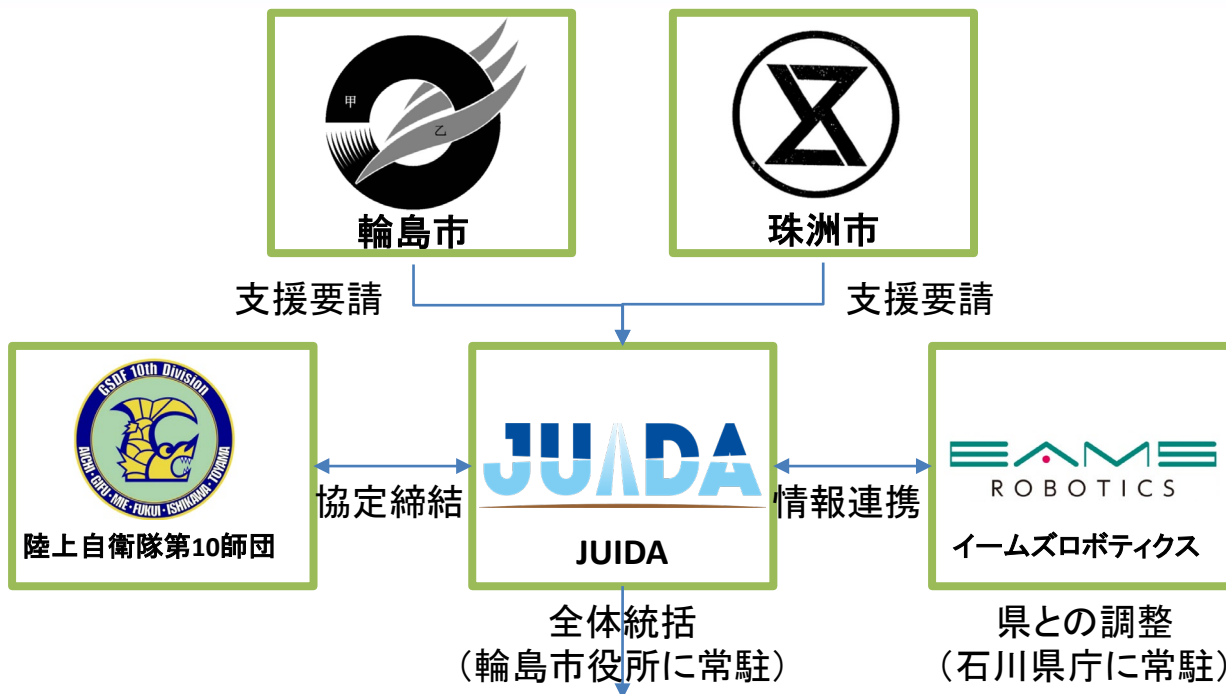 甲
乙
輪島市
珠洲市
支援要請
支援要請
GSDF 10th Division
AICHI・GIFU・MIE・FUKUI・ISHIKAWA・TOYAMA
陸上自衛隊第10師団
協定締結
JUIDA
JUIDA
情報連携
EAMS
ROBOTICS
イームズロボティクス
全体統括
（輪島市役所に常駐）
県との調整
（石川県庁に常駐）